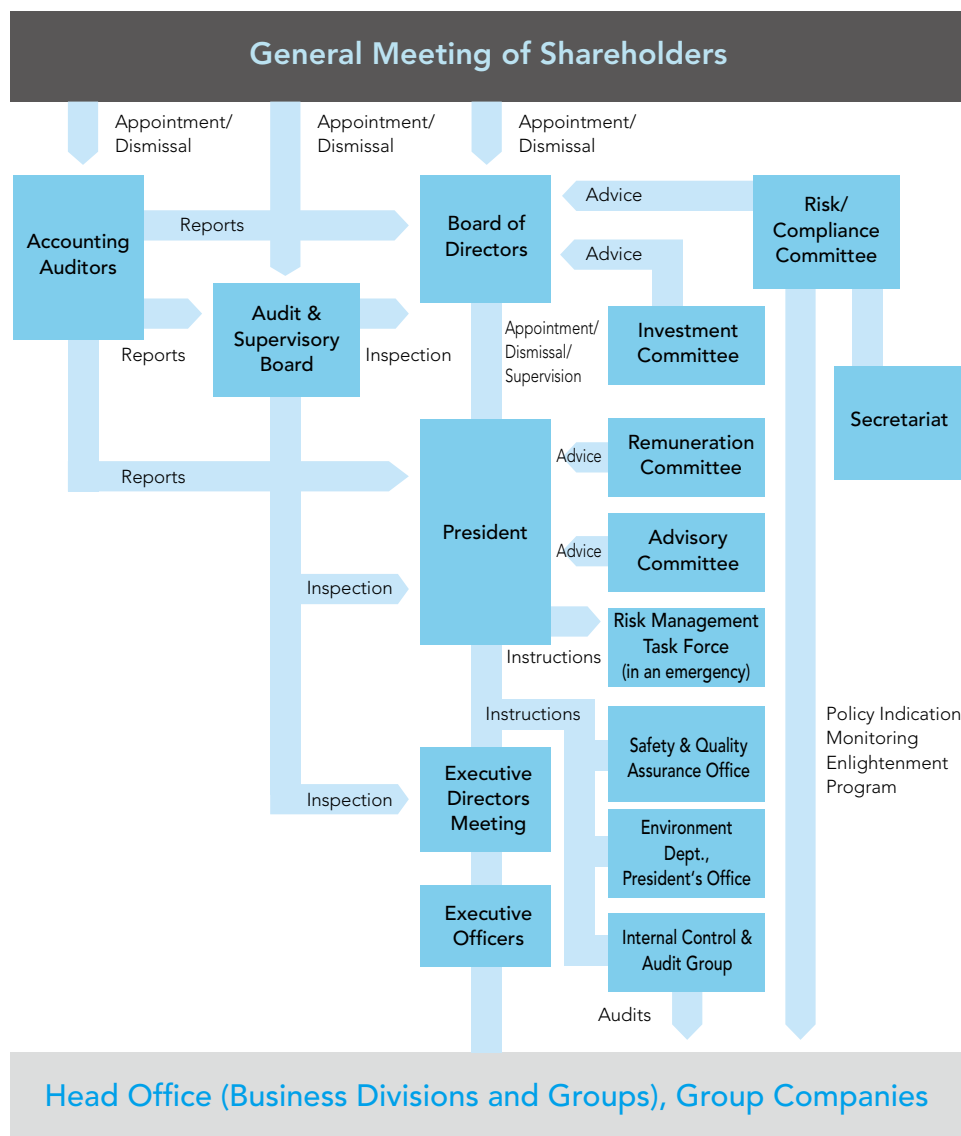 General Meeting of Shareholders
Appointment/
Dismissal
Appointment/
Dismissal
Appointment/
Dismissal
Accounting
Auditors
Reports
Board of
Directors
Advice
Risk/
Compliance
Committee
Advice
Reports
Audit &
Supervisory
Board
Inspection
Appointment/
Dismissal/
Supervision
Investment
Committee
Secretariat
Reports
President
Advice
Remuneration
Committee
Advice
Advisory
Committee
Inspection
Instructions
Risk Management
Task Force
(in an emergency)
Instructions
Safety & Quality
Assurance Office
Policy Indication
Monitoring
Enlightenment
Program
Inspection
Executive
Directors
Meeting
Environment
Dept.,
President's Office
Executive
Officers
Internal Control &
Audit Group
Audits
Head Office (Business Divisions and Groups), Group Companies